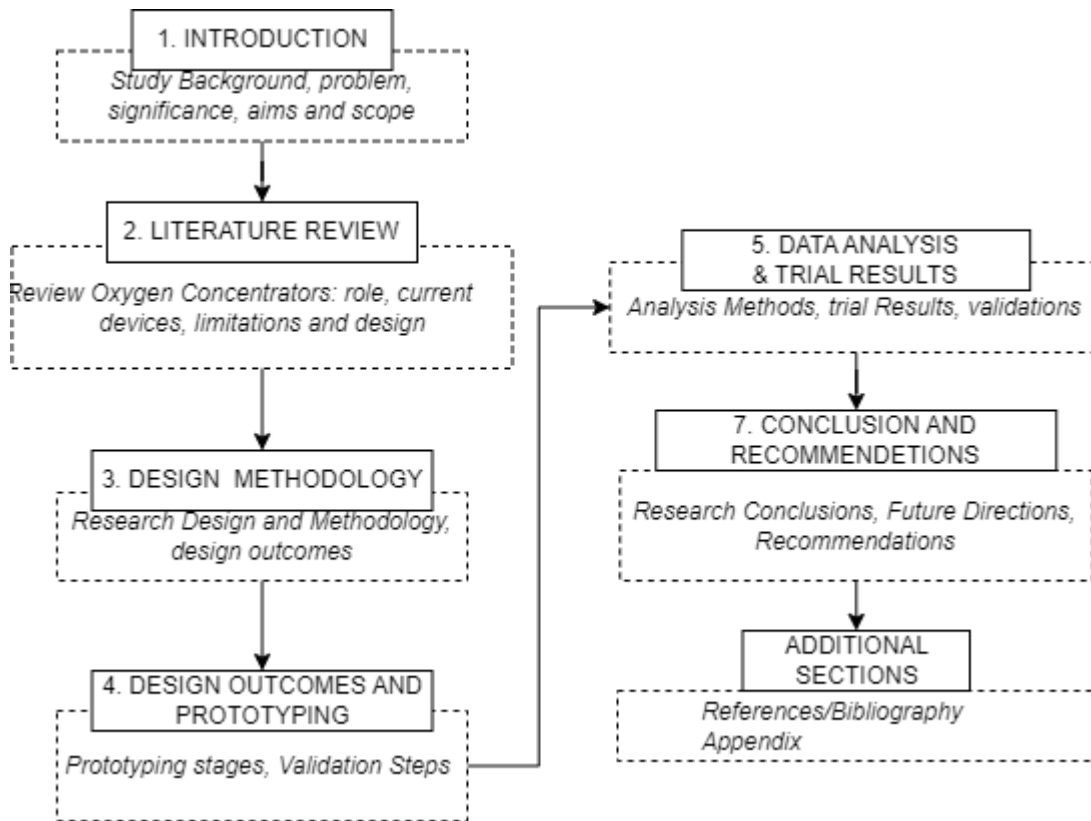 1. INTRODUCTION
Study Background, problem,
significance, aims and scope
2. LITERATURE REVIEW
Review Oxygen Concentrators: role, current
devices, limitations and design
3. DESIGN METHODOLOGY
Research Design and Methodology,
design outcomes
4. DESIGN OUTCOMES AND
PROTOTYPING
Prototyping stages, Validation Steps
5. DATA ANALYSIS
& TRIAL RESULTS
Analysis Methods, trial Results, validations
7. CONCLUSION AND
RECOMMENDETIONS
Research Conclusions, Future Directions,
Recommendations
ADDITIONAL
SECTIONS
References/Bibliography
Appendix